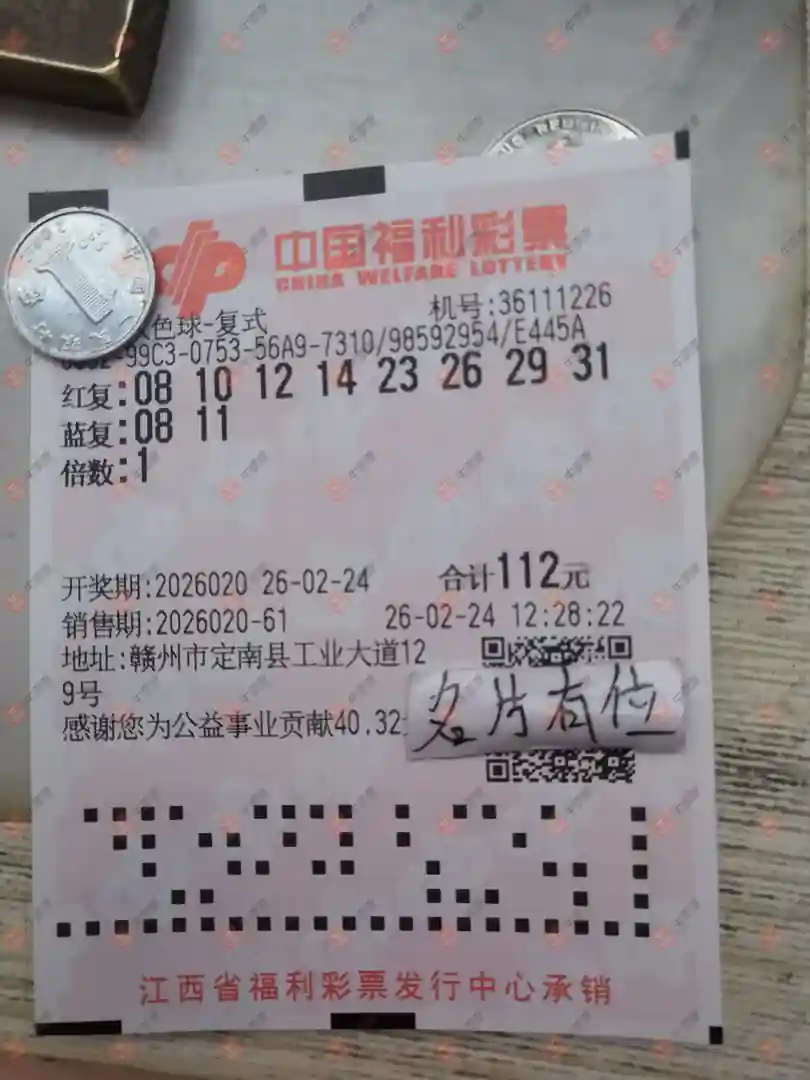 中国福利彩票
CHINA WELFARE LOTTERY
色球-复式 机号:36111226
-99C3-0753-56A9-7310/98592954/E445A
红复:08 10 12 14 23 26 29 31
蓝复:08 11
倍数:1
开奖期:2026020 26-02-24 合计112元
销售期:2026020-61 26-02-24 12:28:22
地址:赣州市定南县工业大道12
9号
感谢您为公益事业贡献40.32
名片有位
江西省福利彩票发行中心承销